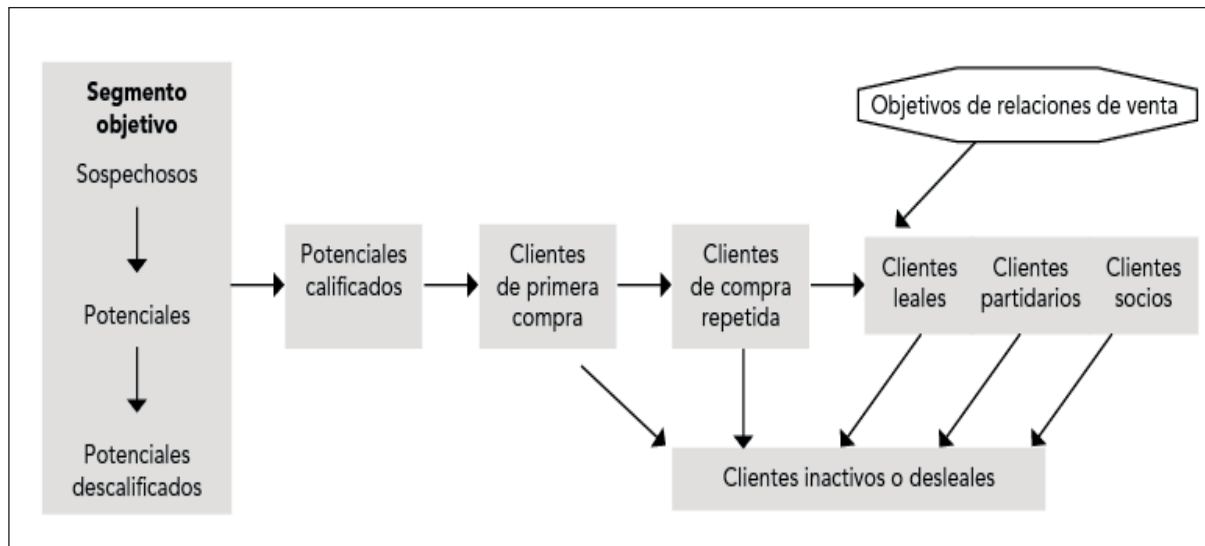 Segmento
objetivo
Sospechosos
Potenciales
Potenciales
descalificados
Potenciales
calificados
Clientes
de primera
compra
Clientes
de compra
repetida
Objetivos de relaciones de venta
Clientes
leales
Clientes
partidarios
Clientes
socios
Clientes inactivos o desleales